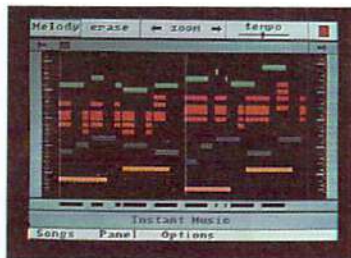 Melody erase ← zoom → tempo
Instant Music
Songs Panel Options